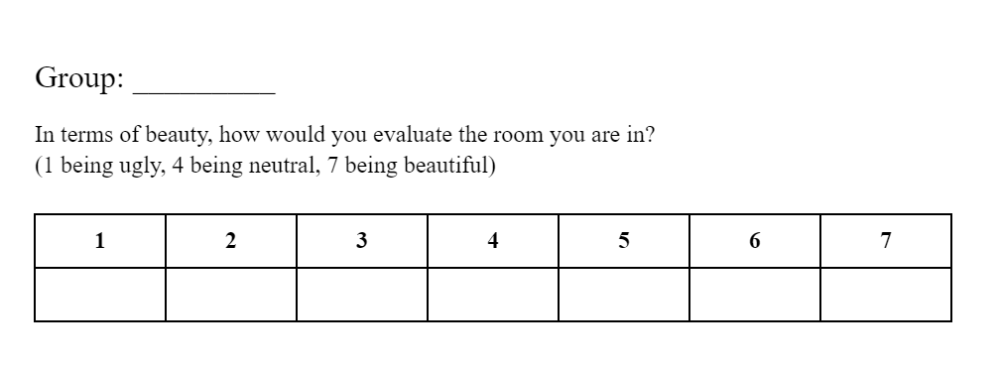 Group: _________
In terms of beauty, how would you evaluate the room you are in?
(1 being ugly, 4 being neutral, 7 being beautiful)
1 2 3 4 5 6 7